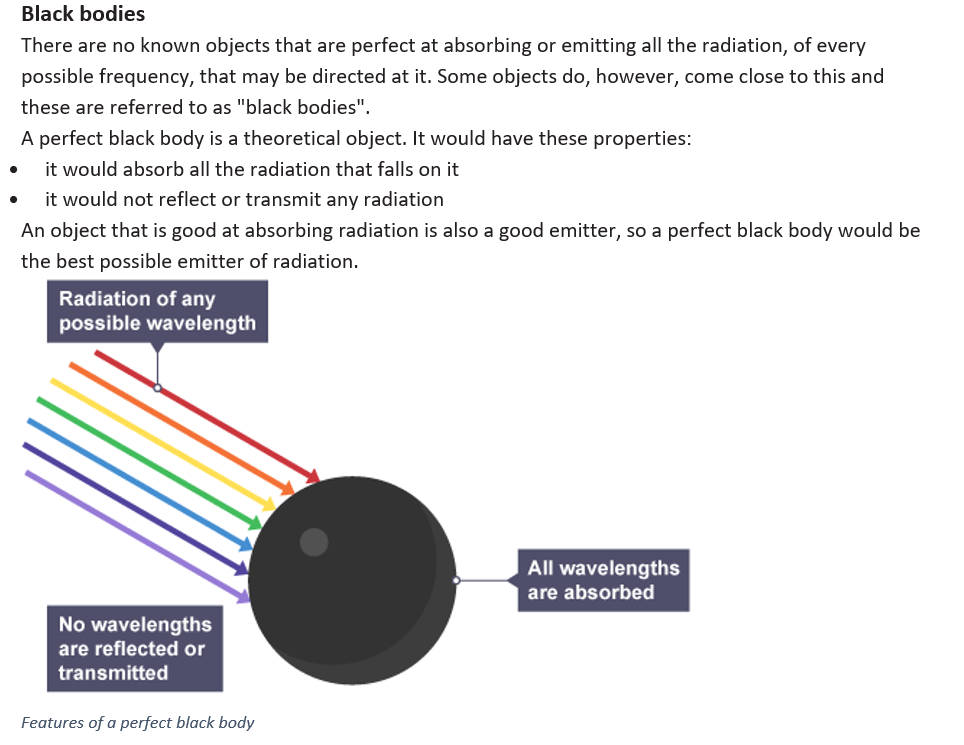 Black bodies
There are no known objects that are perfect at absorbing or emitting all the radiation, of every
possible frequency, that may be directed at it. Some objects do, however, come close to this and
these are referred to as "black bodies".
A perfect black body is a theoretical object. It would have these properties:
• it would absorb all the radiation that falls on it
• it would not reflect or transmit any radiation
An object that is good at absorbing radiation is also a good emitter, so a perfect black body would be
the best possible emitter of radiation.
Radiation of any
possible wavelength
All wavelengths
are absorbed
No wavelengths
are reflected or
transmitted
Features of a perfect black body